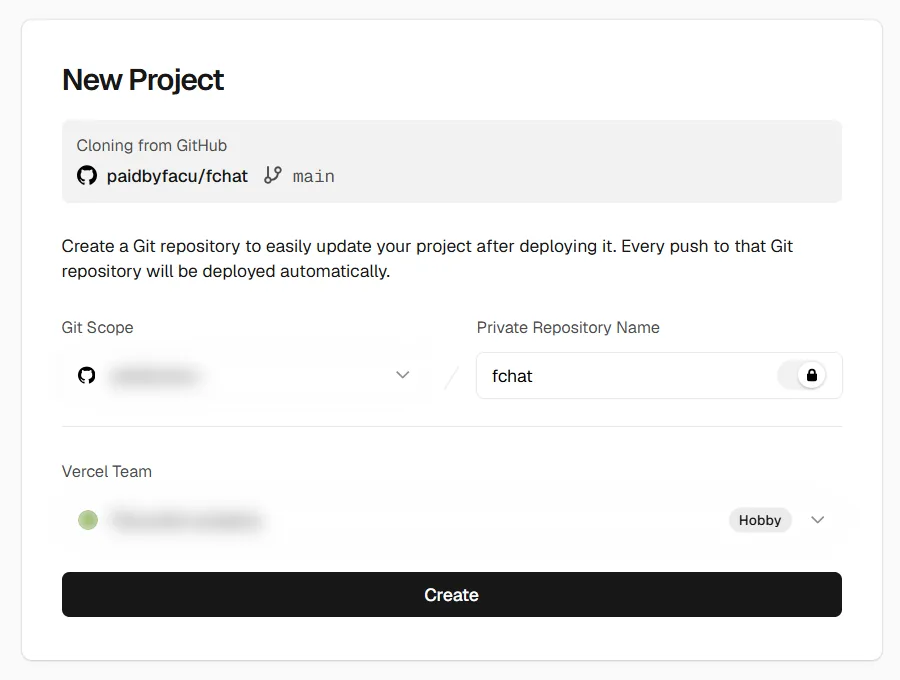 New Project
Cloning from GitHub
paidbyfacu/fchat main
Create a Git repository to easily update your project after deploying it. Every push to that Git
repository will be deployed automatically.
Git Scope
Private Repository Name
fchat
Vercel Team
Hobby
Create